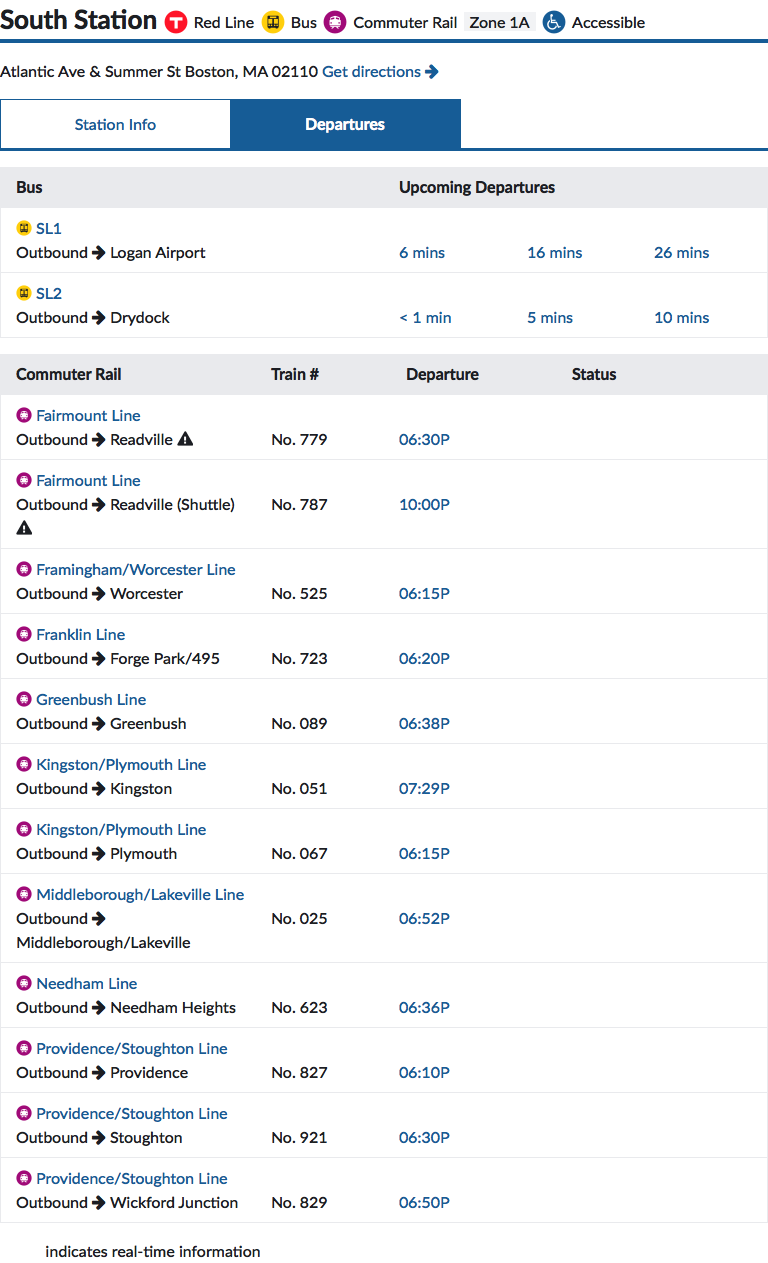 South Station T Red Line Bus Commuter Rail Zone 1A Accessible
Atlantic Ave & Summer St Boston, MA 02110 Get directions
Station Info Departures
Bus Upcoming Departures
SL1
Outbound Logan Airport 6 mins 16 mins 26 mins
SL2
Outbound Drydock < 1 min 5 mins 10 mins
Commuter Rail Train # Departure Status
Fairmount Line
Outbound Readville No. 779 06:30P
Fairmount Line
Outbound Readville (Shuttle) No. 787 10:00P
Framingham/Worcester Line
Outbound Worcester No. 525 06:15P
Franklin Line
Outbound Forge Park/495 No. 723 06:20P
Greenbush Line
Outbound Greenbush No. 089 06:38P
Kingston/Plymouth Line
Outbound Kingston No. 051 07:29P
Kingston/Plymouth Line
Outbound Plymouth No. 067 06:15P
Middleborough/Lakeville Line
Outbound No. 025 06:52P
Middleborough/Lakeville
Needham Line
Outbound Needham Heights No. 623 06:36P
Providence/Stoughton Line
Outbound Providence No. 827 06:10P
Providence/Stoughton Line
Outbound Stoughton No. 921 06:30P
Providence/Stoughton Line
Outbound Wickford Junction No. 829 06:50P
indicates real-time information